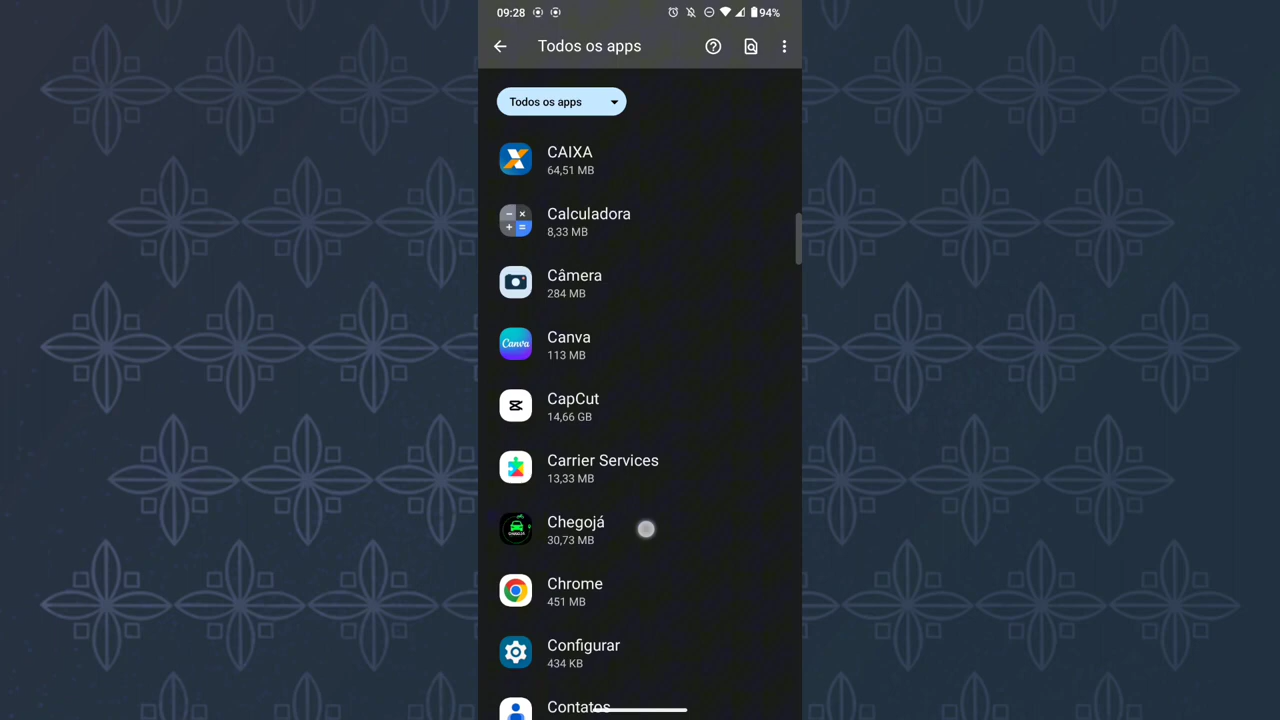 09:28 94%
Todos os apps
Todos os apps
CAIXA
64,51 MB
Calculadora
8,33 MB
Câmera
284 MB
Canva
Canva
113 MB
CapCut
14,66 GB
Carrier Services
13,33 MB
Chegojá
30,73 MB
Chrome
451 MB
Configurar
434 KB
Contatos